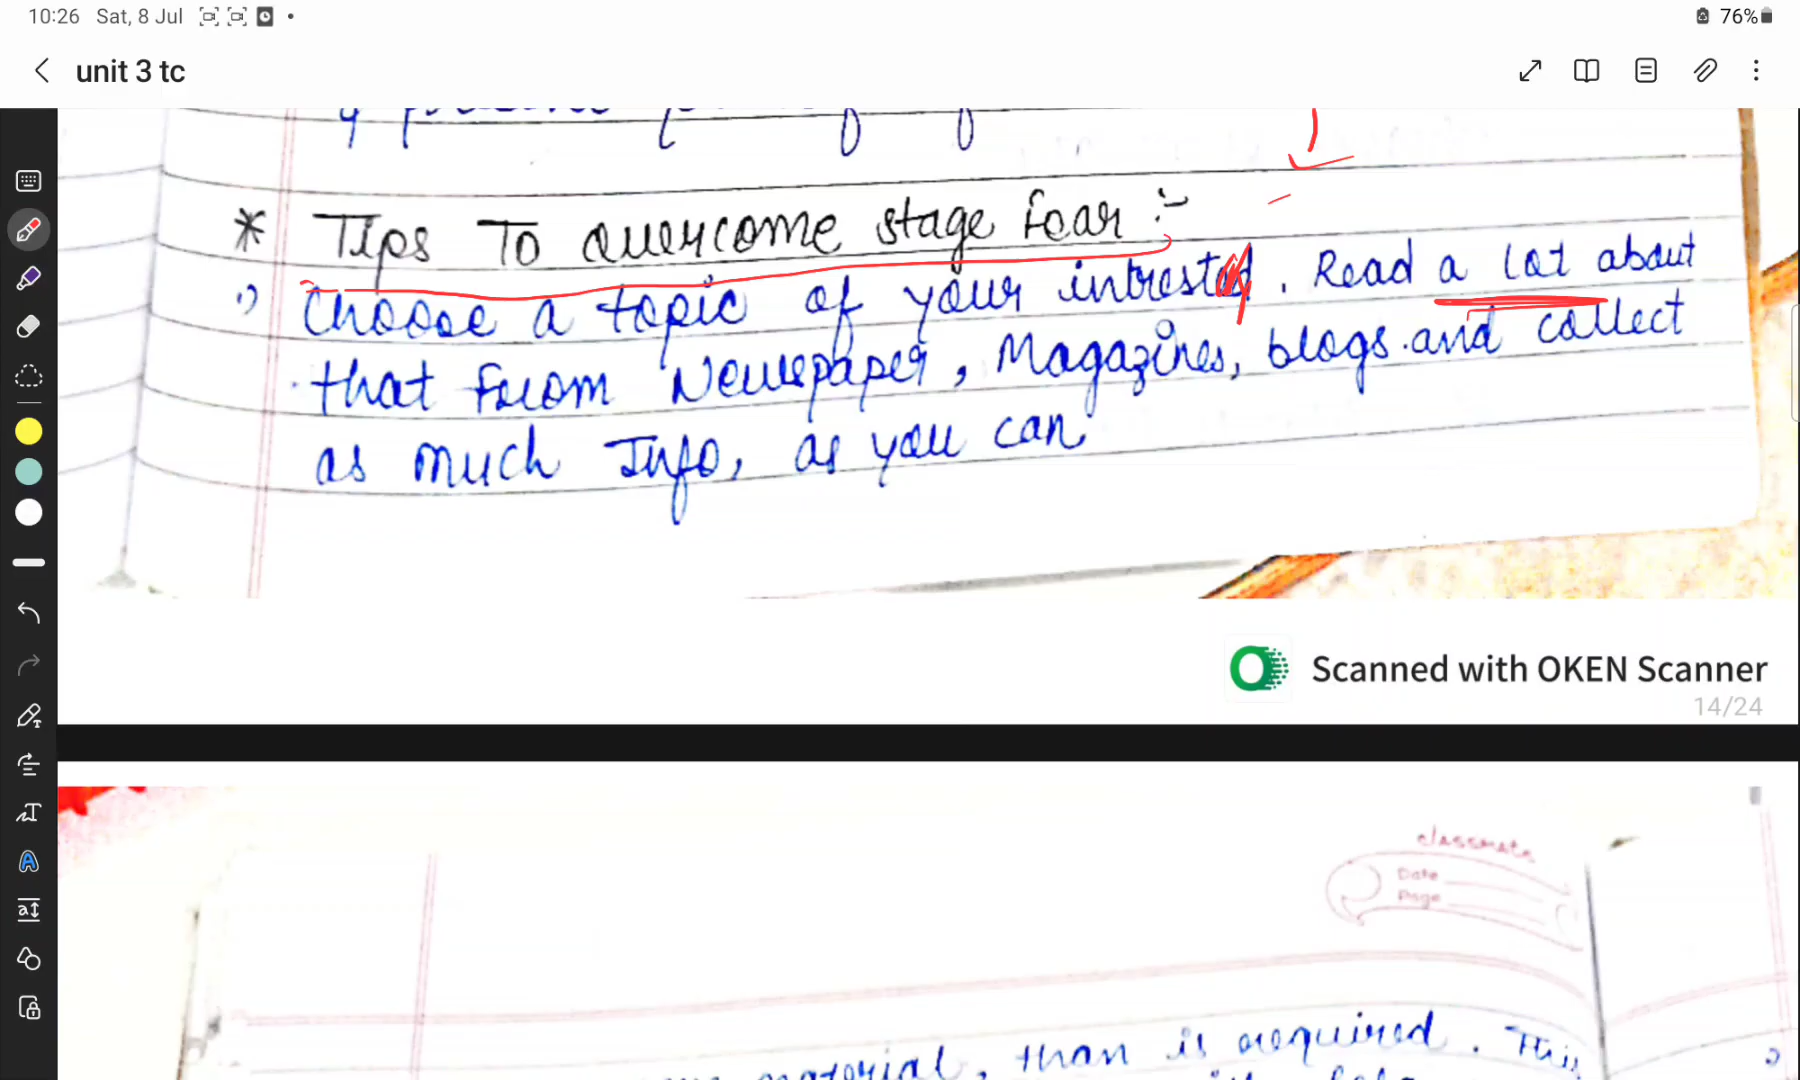 10:26 Sat, 8 Jul
76%
unit 3 tc
* Tips To overcome stage fear :-
1) Choose a topic of your intrest. Read a lot about
that from Newspaper, Magazines, blogs and collect
as much Info, as you can
Scanned with OKEN Scanner
14/24
classmate
Date
Page
material, than is required. This